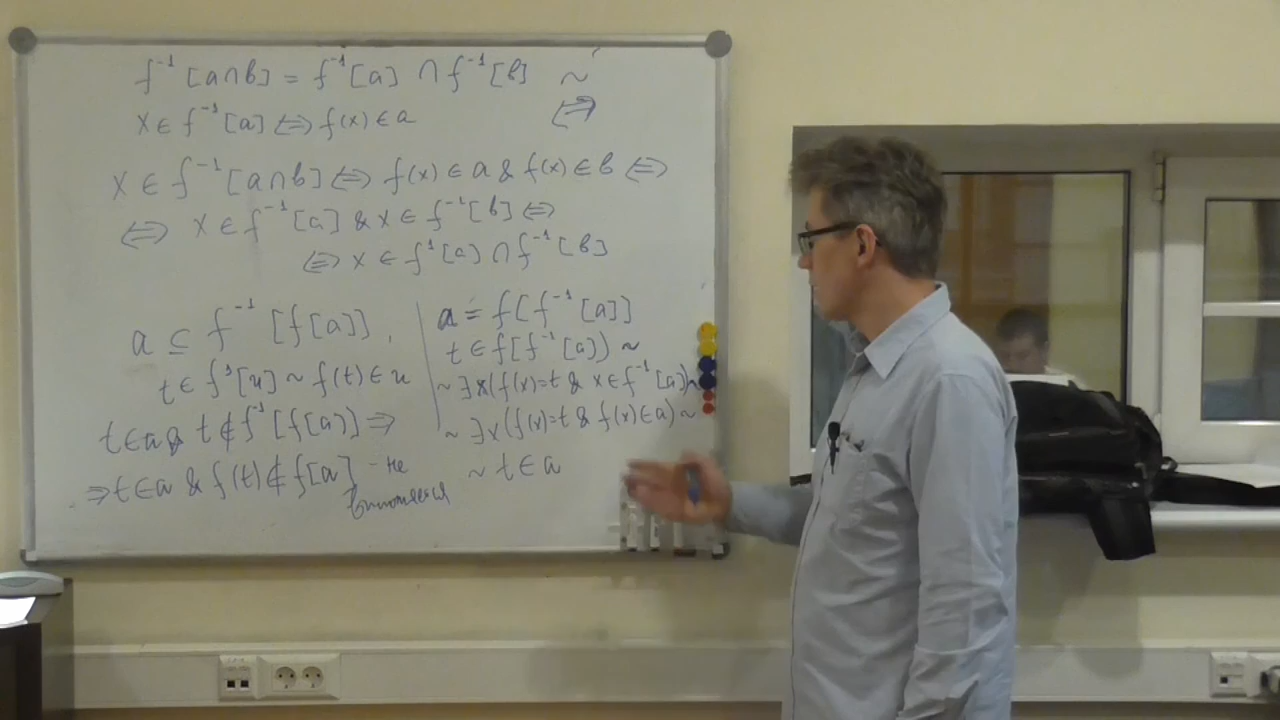 f⁻¹[a∩b] = f⁻¹[a] ∩ f⁻¹[b] ~
x ∈ f⁻¹[a] ⇔ f(x) ∈ a ⇔
x ∈ f⁻¹[a∩b] ⇔ f(x) ∈ a & f(x) ∈ b ⇔
⇔ x ∈ f⁻¹[a] & x ∈ f⁻¹[b] ⇔
⇔ x ∈ f⁻¹[a] ∩ f⁻¹[b]
a ⊆ f⁻¹[f[a]],
t ∈ f⁻¹[u] ~ f(t) ∈ u
t ∈ a & t ∉ f⁻¹[f[a]] ⇒
⇒ t ∈ a & f(t) ∉ f[a] - не
a = f[f⁻¹[a]]
t ∈ f[f⁻¹[a]) ~
~ ∃x(f(x)=t & x ∈ f⁻¹[a])~
~ ∃x(f(x)=t & f(x) ∈ a) ~
~ t ∈ a